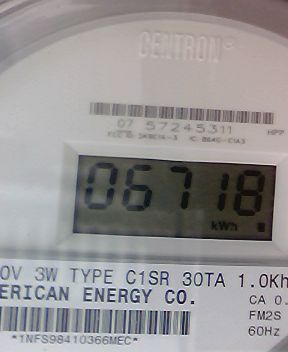 CENTRON®
07 57245311
HPP
06718
kWh
0V 3W TYPE C1SR 30TA 1.0Kh
ERICAN ENERGY CO.
CA 0.
FM2S
60Hz
*1NFS98410366MEC*